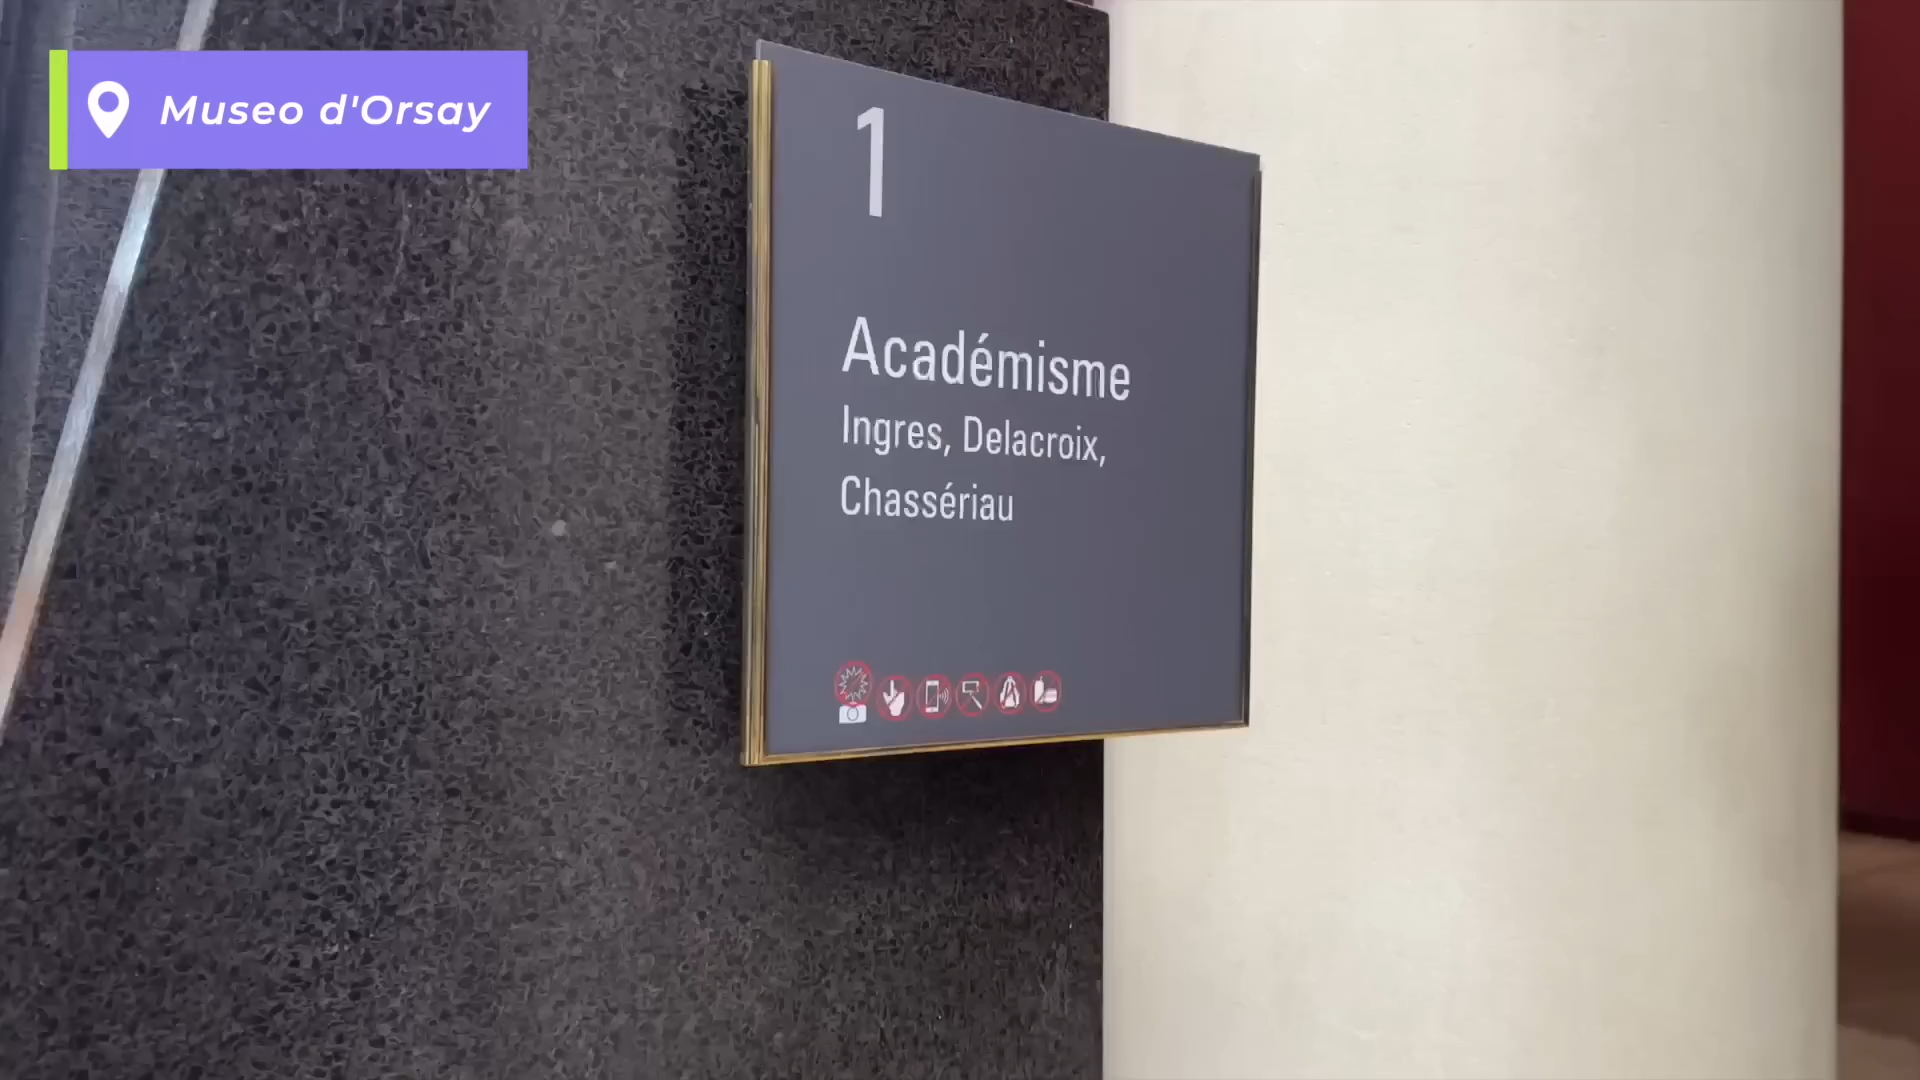 Museo d'Orsay
1
Académisme
Ingres, Delacroix,
Chassériau